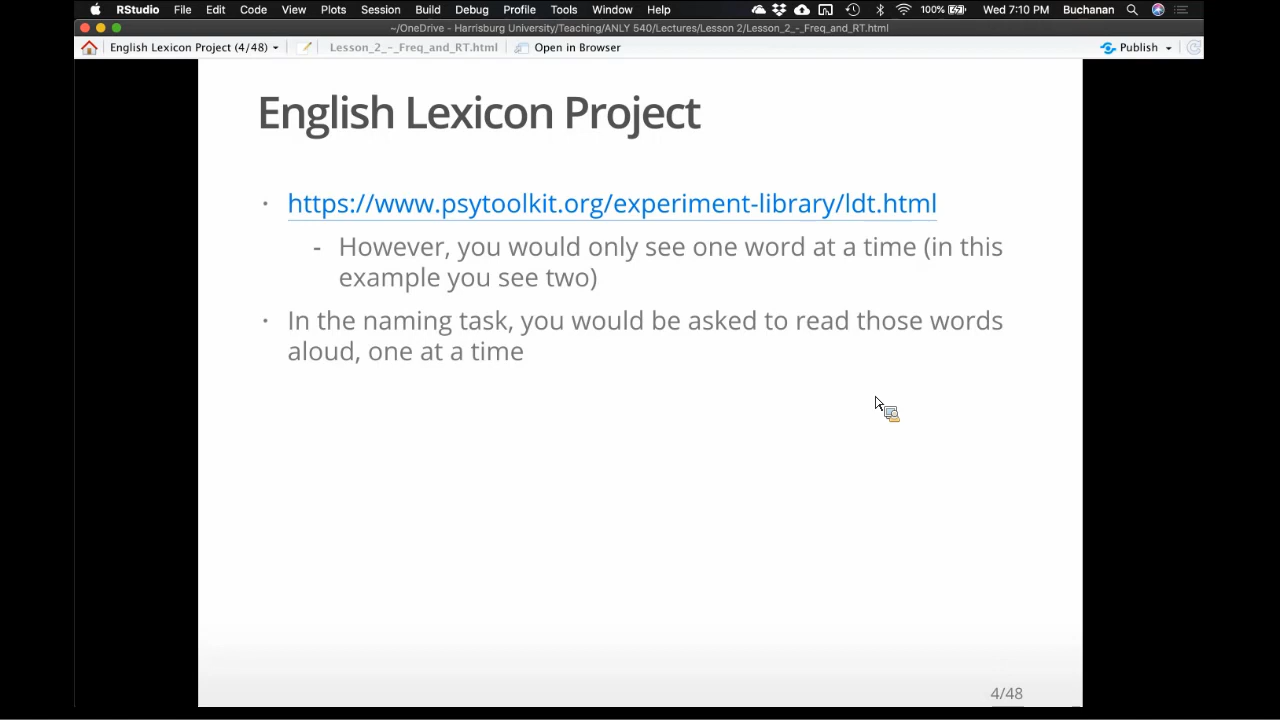 RStudio File Edit Code View Plots Session Build Debug Profile Tools Window Help 100% Wed 7:10 PM Buchanan
~/OneDrive - Harrisburg University/Teaching/ANLY 540/Lectures/Lesson 2/Lesson_2_-_Freq_and_RT.html
English Lexicon Project (4/48) Lesson_2_-_Freq_and_RT.html Open in Browser Publish
English Lexicon Project
· https://www.psytoolkit.org/experiment-library/ldt.html
- However, you would only see one word at a time (in this
example you see two)
· In the naming task, you would be asked to read those words
aloud, one at a time
4/48